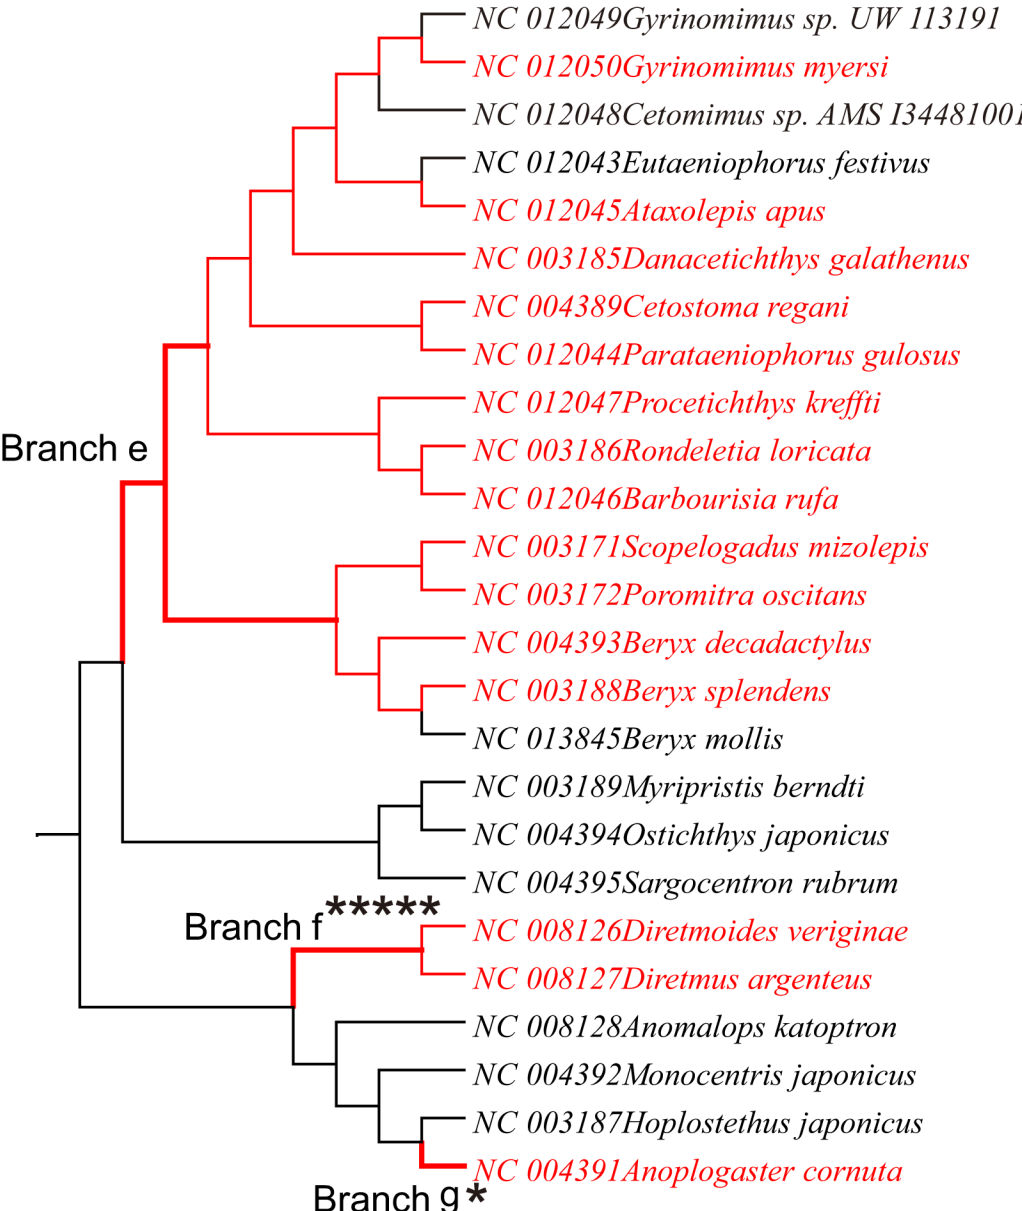 NC 012049Gyrinomimus sp. UW 113191
NC 012050Gyrinomimus myersi
NC 012048Cetomimus sp. AMS I34481001
NC 012043Eutaeniophorus festivus
NC 012045Ataxolepis apus
NC 003185Danacetichthys galathenus
NC 004389Cetostoma regani
NC 012044Parataeniophorus gulosus
NC 012047Procetichthys kreffti
Branch e
NC 003186Rondeletia loricata
NC 012046Barbourisia rufa
NC 003171Scopelogadus mizolepis
NC 003172Poromitra oscitans
NC 004393Beryx decadactylus
NC 003188Beryx splendens
NC 013845Beryx mollis
NC 003189Myripristis berndti
NC 004394Ostichthys japonicus
NC 004395Sargocentron rubrum
Branch f*****
NC 008126Diretmoides veriginae
NC 008127Diretmus argenteus
NC 008128Anomalops katoptron
NC 004392Monocentris japonicus
NC 003187Hoplostethus japonicus
NC 004391Anoplogaster cornuta
Branch g*